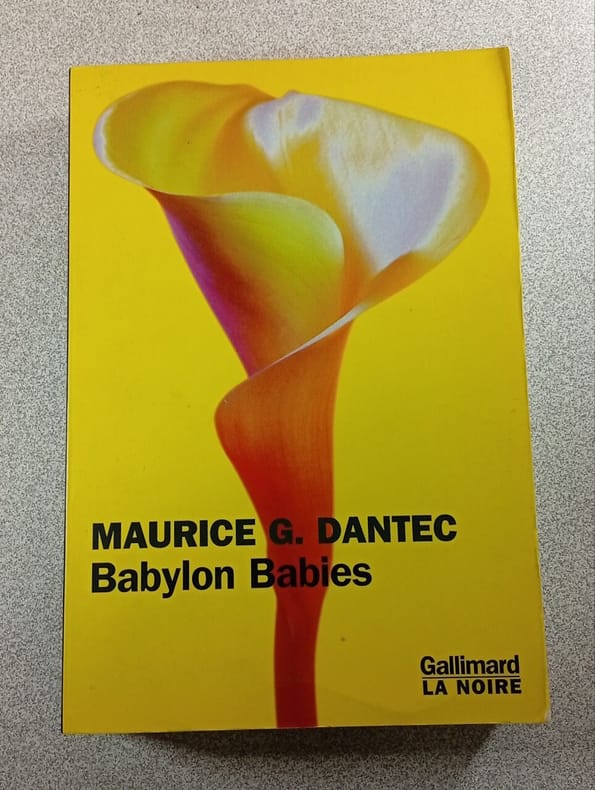 MAURICE G. DANTEC
Babylon Babies
Gallimard
LA NOIRE